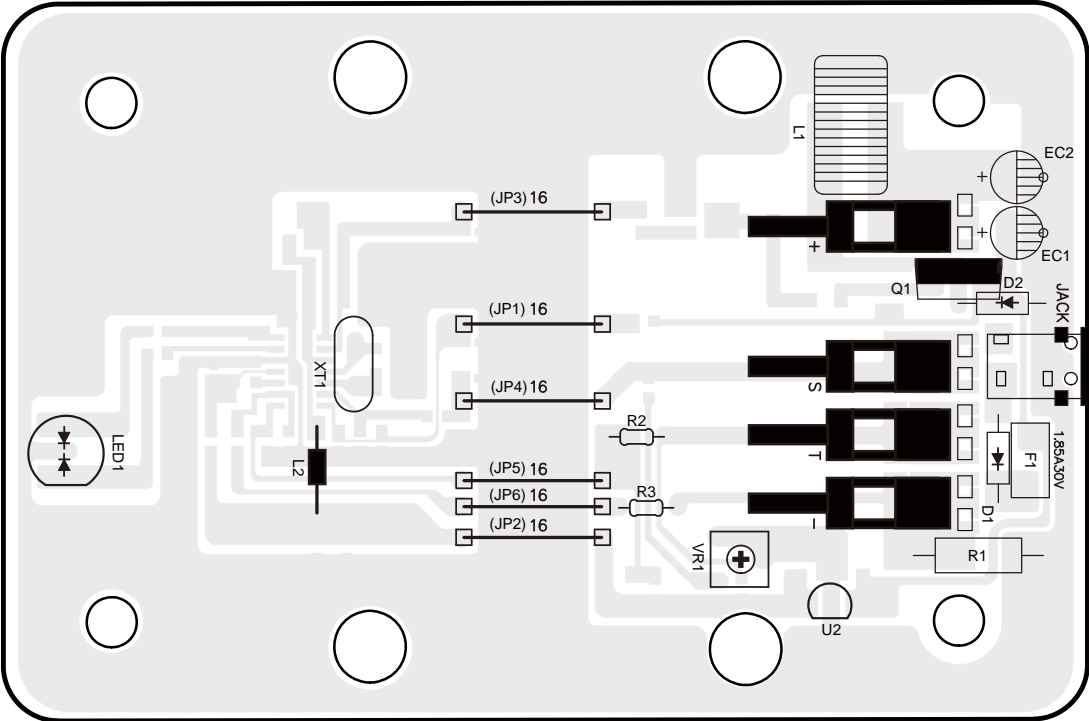 L1
EC2
(JP3) 16
+
+
+
EC1
Q1
D2
JACK
(JP1) 16
XT1
S
(JP4) 16
R2
T
LED1
L2
F1
1.85A30V
(JP5) 16
(JP6) 16
R3
(JP2) 16
-
D1
VR1
R1
U2